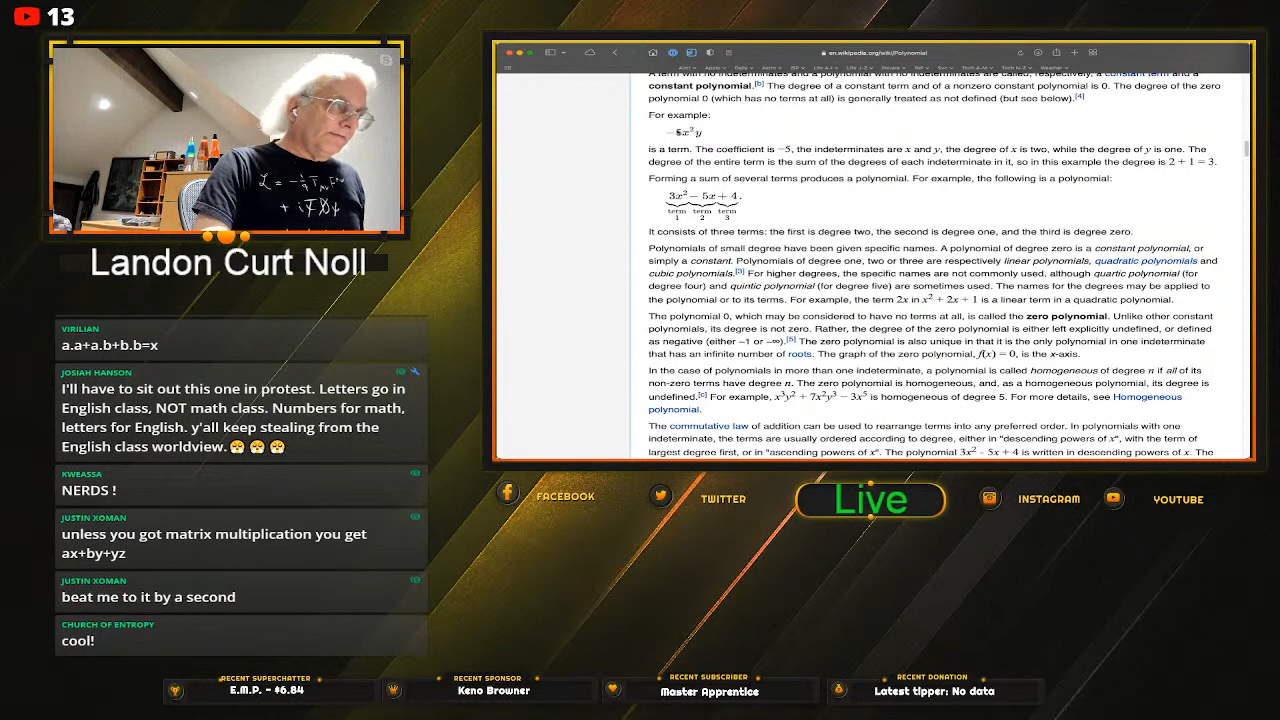 13
en.wikipedia.org/wiki/Polynomial
constant polynomial.[b] The degree of a constant term and of a nonzero constant polynomial is 0. The degree of the zero
polynomial 0 (which has no terms at all) is generally treated as not defined (but see below).[4]
For example:
−5x²y
is a term. The coefficient is −5, the indeterminates are x and y, the degree of x is two, while the degree of y is one. The
degree of the entire term is the sum of the degrees of each indeterminate in it, so in this example the degree is 2 + 1 = 3.
Forming a sum of several terms produces a polynomial. For example, the following is a polynomial:
3x² − 5x + 4.
term term term
1 2 3
It consists of three terms: the first is degree two, the second is degree one, and the third is degree zero.
Polynomials of small degree have been given specific names. A polynomial of degree zero is a constant polynomial, or
simply a constant. Polynomials of degree one, two or three are respectively linear polynomials, quadratic polynomials and
cubic polynomials.[3] For higher degrees, the specific names are not commonly used, although quartic polynomial (for
degree four) and quintic polynomial (for degree five) are sometimes used. The names for the degrees may be applied to
the polynomial or to its terms. For example, the term 2x in x² + 2x + 1 is a linear term in a quadratic polynomial.
The polynomial 0, which may be considered to have no terms at all, is called the zero polynomial. Unlike other constant
polynomials, its degree is not zero. Rather, the degree of the zero polynomial is either left explicitly undefined, or defined
as negative (either −1 or −∞).[5] The zero polynomial is also unique in that it is the only polynomial in one indeterminate
that has an infinite number of roots. The graph of the zero polynomial, f(x) = 0, is the x-axis.
In the case of polynomials in more than one indeterminate, a polynomial is called homogeneous of degree n if all of its
non-zero terms have degree n. The zero polynomial is homogeneous, and, as a homogeneous polynomial, its degree is
undefined.[c] For example, x³y² + 7x²y³ − 3x⁵ is homogeneous of degree 5. For more details, see Homogeneous
polynomial.
The commutative law of addition can be used to rearrange terms into any preferred order. In polynomials with one
indeterminate, the terms are usually ordered according to degree, either in "descending powers of x", with the term of
largest degree first, or in "ascending powers of x". The polynomial 3x² - 5x + 4 is written in descending powers of x. The
Landon Curt Noll
VIRILIAN
a.a+a.b+b.b=x
JOSIAH HANSON
I'll have to sit out this one in protest. Letters go in
English class, NOT math class. Numbers for math,
letters for English. y'all keep stealing from the
English class worldview. 😤 😤 😤
KWEASSA
NERDS !
JUSTIN XOMAN
unless you got matrix multiplication you get
ax+by+yz
JUSTIN XOMAN
beat me to it by a second
CHURCH OF ENTROPY
cool!
FACEBOOK
TWITTER
Live
INSTAGRAM
YOUTUBE
RECENT SUPERCHATTER
E.M.P. - $6.84
RECENT SPONSOR
Keno Browner
RECENT SUBSCRIBER
Master Apprentice
RECENT DONATION
Latest tipper: No data